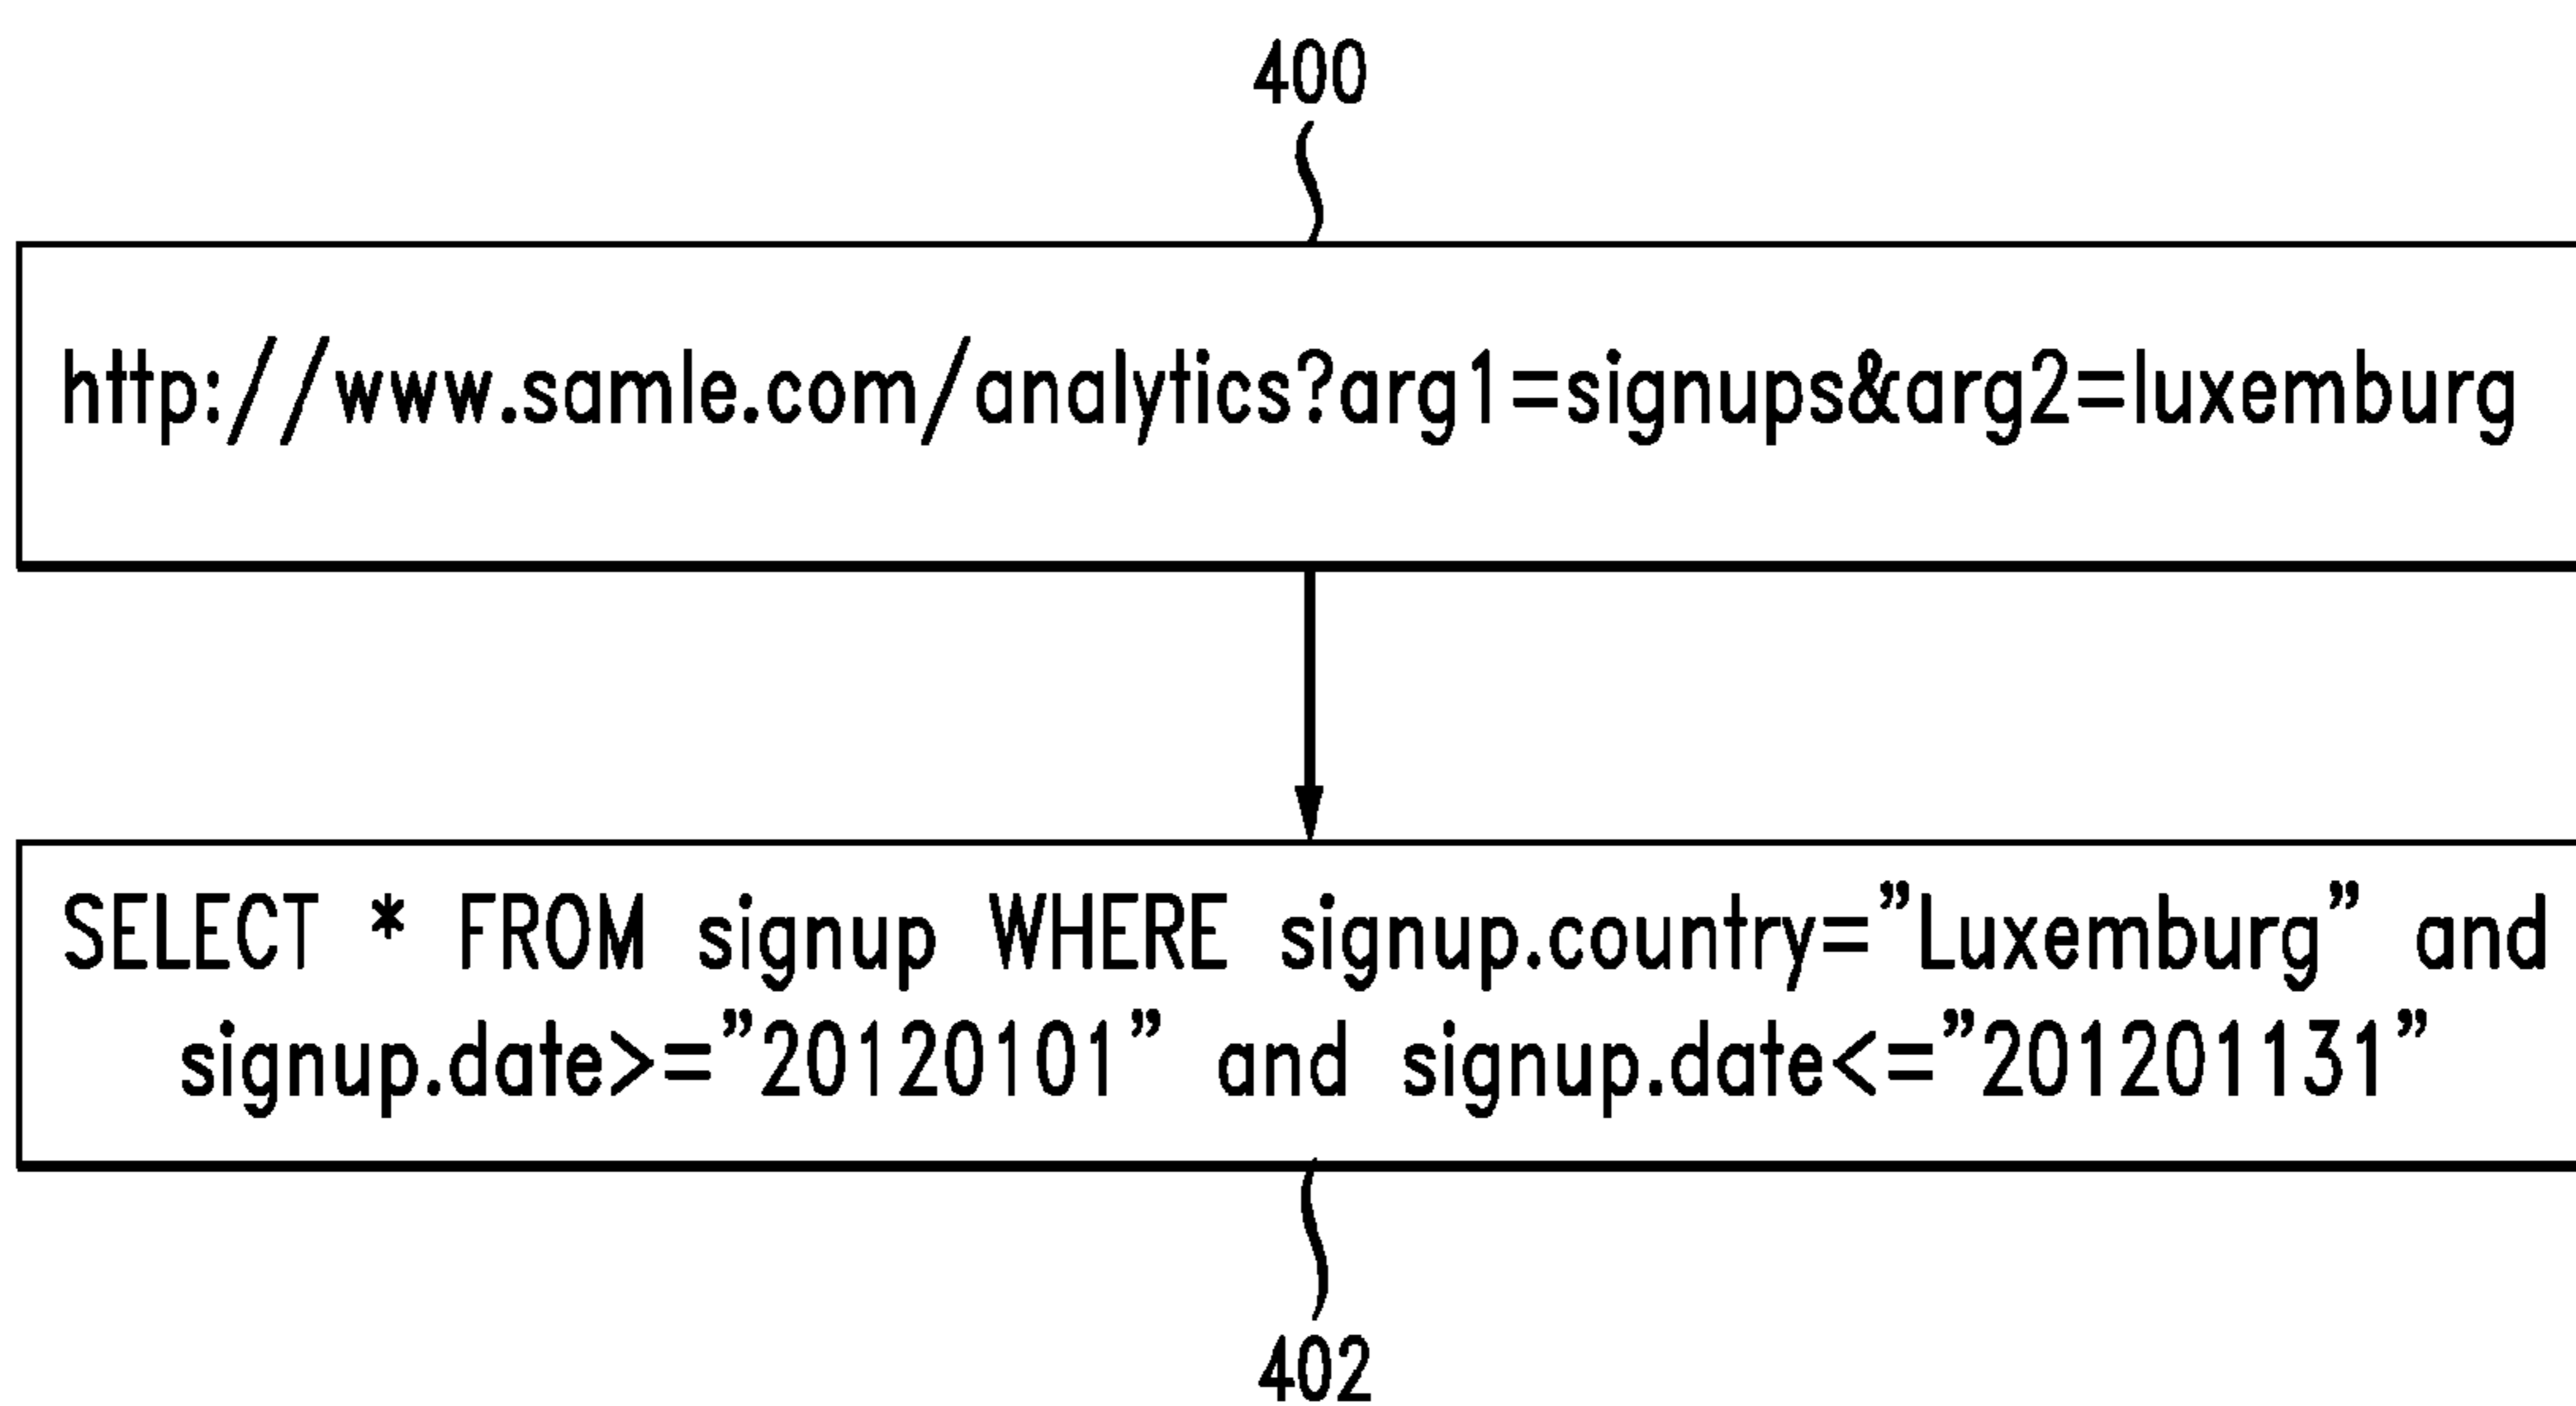 400
http://www.samle.com/analytics?arg1=signups&arg2=luxemburg
SELECT * FROM signup WHERE signup.country=”Luxemburg” and
signup.date>=”20120101” and signup.date<=”201201131”
402